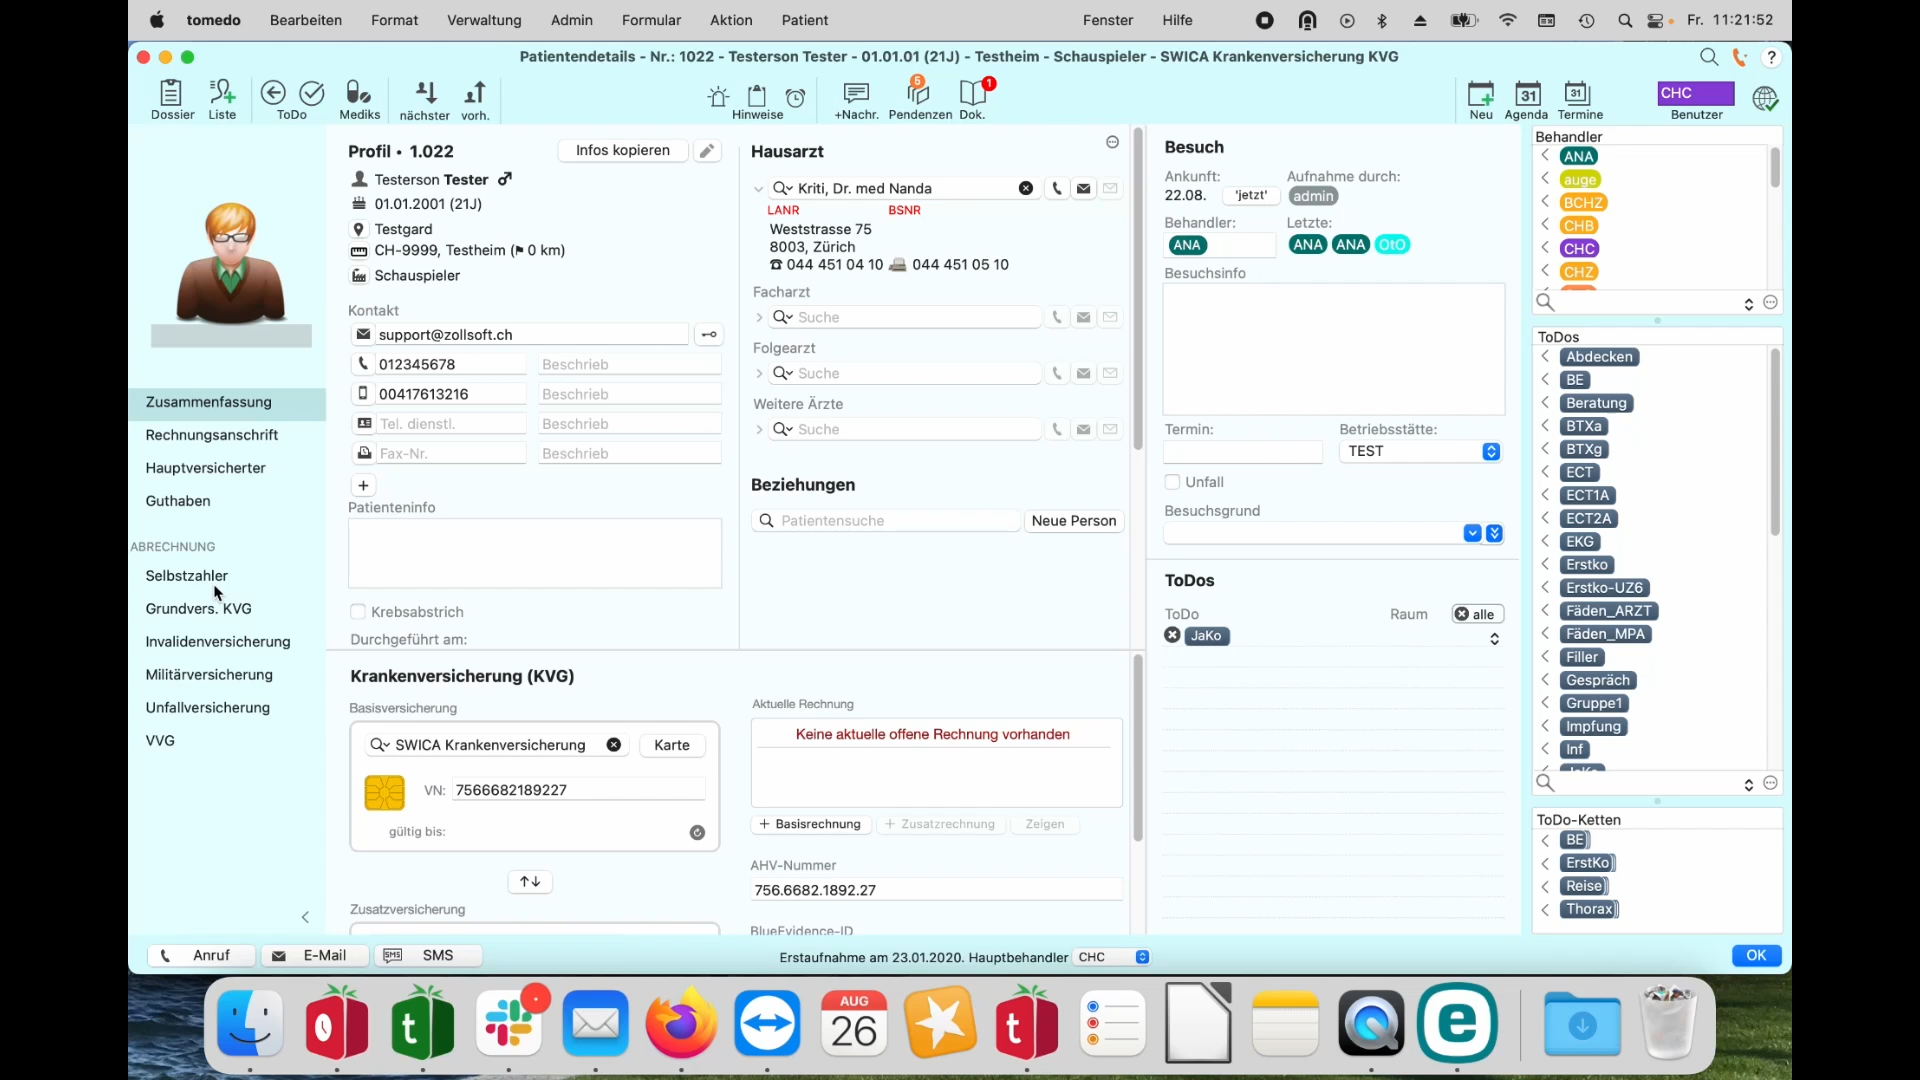 tomedo Bearbeiten Format Verwaltung Admin Formular Aktion Patient Fenster Hilfe Fr. 11:21:52
Patientendetails - Nr.: 1022 - Testerson Tester - 01.01.01 (21J) - Testheim - Schauspieler - SWICA Krankenversicherung KVG
?
5
1
CHC
Dossier Liste ToDo Mediks nächster vorh. Hinweise +Nachr. Pendenzen Dok. Neu Agenda Termine Benutzer
31
31
Zusammenfassung
Rechnungsanschrift
Hauptversicherter
Guthaben
ABRECHNUNG
Selbstzahler
Grundvers. KVG
Invalidenversicherung
Militärversicherung
Unfallversicherung
VVG
Profil • 1.022
Infos kopieren
Testerson Tester
01.01.2001 (21J)
Testgard
CH-9999, Testheim (0 km)
Schauspieler
Kontakt
support@zollsoft.ch
012345678 Beschrieb
00417613216 Beschrieb
Tel. dienstl. Beschrieb
Fax-Nr. Beschrieb
+
Patienteninfo
Krebsabstrich
Durchgeführt am:
Hausarzt
Kriti, Dr. med Nanda
LANR BSNR
Weststrasse 75
8003, Zürich
044 451 04 10 044 451 05 10
Facharzt
Suche
Folgearzt
Suche
Weitere Ärzte
Suche
Beziehungen
Patientensuche
Neue Person
Krankenversicherung (KVG)
Basisversicherung
SWICA Krankenversicherung
Karte
VN: 7566682189227
gültig bis:
Zusatzversicherung
Aktuelle Rechnung
Keine aktuelle offene Rechnung vorhanden
+ Basisrechnung + Zusatzrechnung Zeigen
AHV-Nummer
756.6682.1892.27
BlueEvidence-ID
Besuch
Ankunft: Aufnahme durch:
22.08. 'jetzt' admin
Behandler: Letzte:
ANA ANA ANA OtO
Besuchsinfo
Termin: Betriebsstätte:
TEST
Unfall
Besuchsgrund
ToDos
ToDo Raum alle
JaKo
Behandler
ANA
auge
BCHZ
CHB
CHC
CHZ
ToDos
Abdecken
BE
Beratung
BTXa
BTXg
ECT
ECT1A
ECT2A
EKG
Erstko
Erstko-UZ6
Fäden_ARZT
Fäden_MPA
Filler
Gespräch
Gruppe1
Impfung
Inf
JaKo
ToDo-Ketten
BE
ErstKo
Reise
Thorax
Anruf E-Mail SMS SMS
Erstaufnahme am 23.01.2020. Hauptbehandler CHC
OK
t
AUG
26
t
e